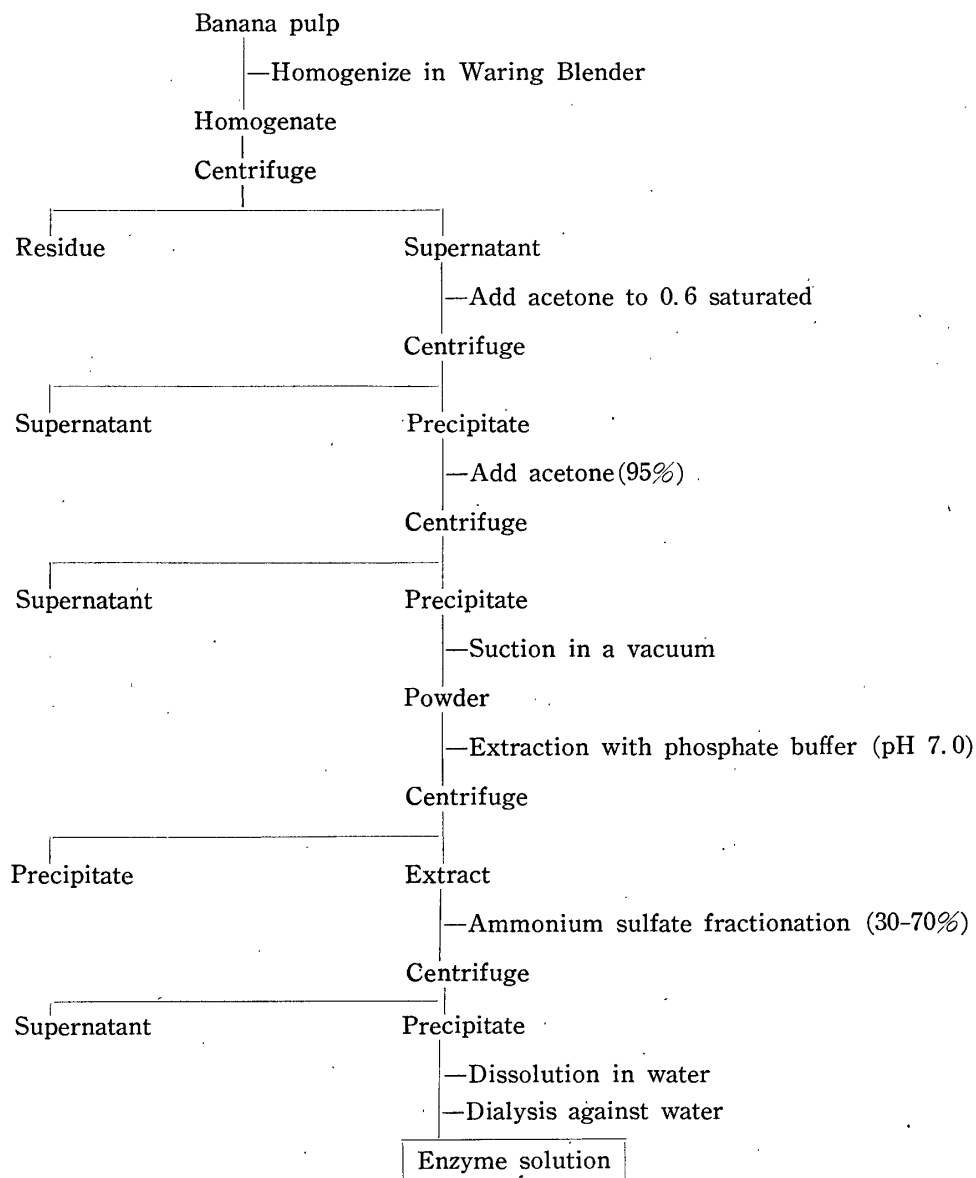 Banana pulp
—Homogenize in Waring Blender
Homogenate
Centrifuge
Residue Supernatant
—Add acetone to 0.6 saturated
Centrifuge
Supernatant Precipitate
—Add acetone (95%)
Centrifuge
Supernatant Precipitate
—Suction in a vacuum
Powder
—Extraction with phosphate buffer (pH 7.0)
Centrifuge
Precipitate Extract
—Ammonium sulfate fractionation (30-70%)
Centrifuge
Supernatant Precipitate
—Dissolution in water
—Dialysis against water
Enzyme solution